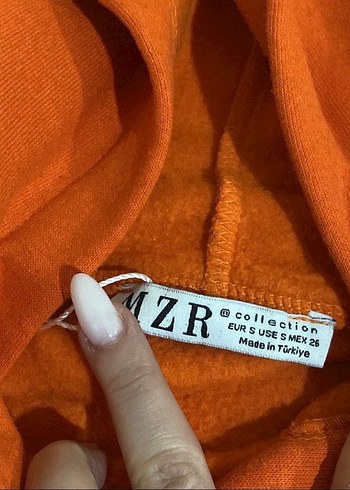 MZR
® collection
EUR S USE S MEX 26
Made in Türkiye